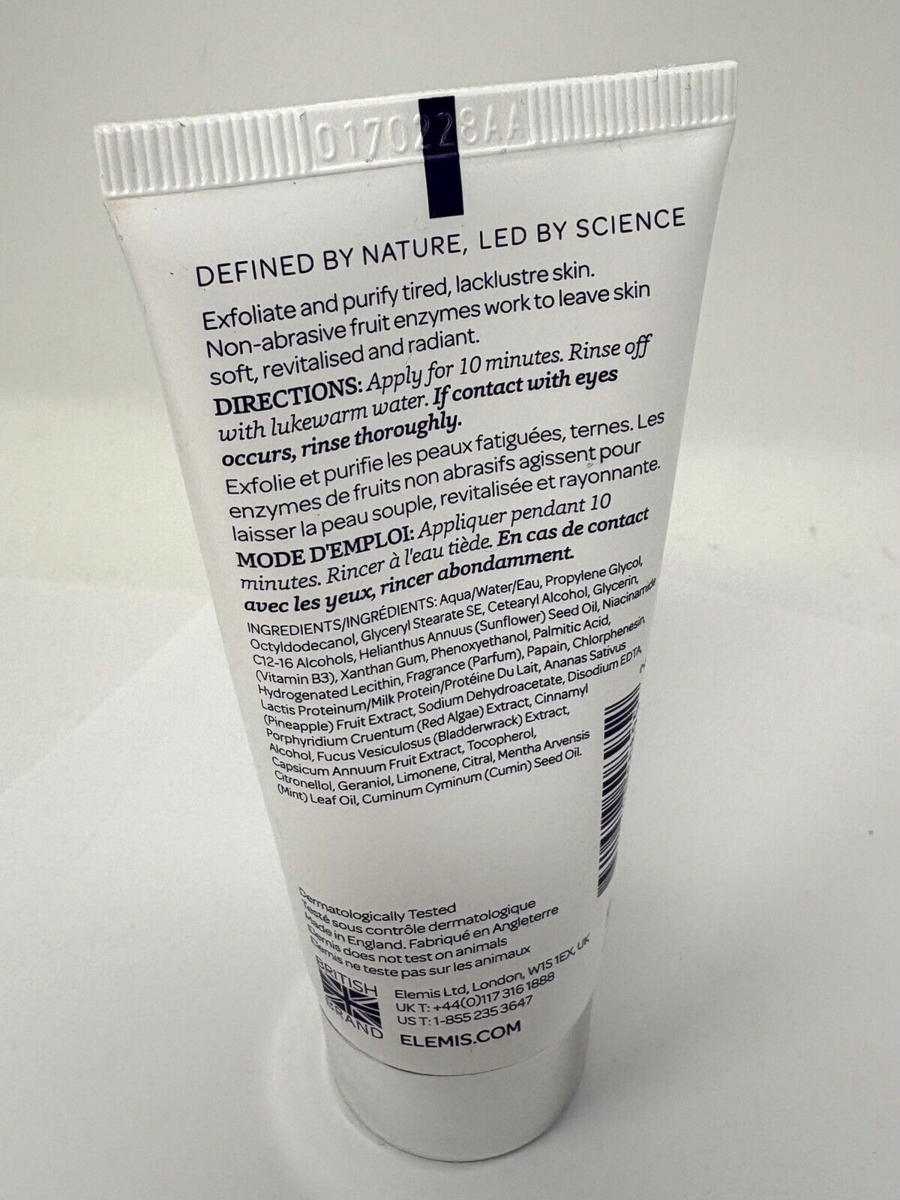 0170228AA
DEFINED BY NATURE, LED BY SCIENCE
Exfoliate and purify tired, lacklustre skin.
Non-abrasive fruit enzymes work to leave skin
soft, revitalised and radiant.
DIRECTIONS: Apply for 10 minutes. Rinse off
with lukewarm water. If contact with eyes
occurs, rinse thoroughly.
Exfolie et purifie les peaux fatiguées, ternes. Les
enzymes de fruits non abrasifs agissent pour
laisser la peau souple, revitalisée et rayonnante.
MODE D'EMPLOI: Appliquer pendant 10
minutes. Rincer à l'eau tiède. En cas de contact
avec les yeux, rincer abondamment.
INGREDIENTS/INGRÉDIENTS: Aqua/Water/Eau, Propylene Glycol,
Octyldodecanol, Glyceryl Stearate SE, Cetearyl Alcohol, Glycerin,
C12-16 Alcohols, Helianthus Annuus (Sunflower) Seed Oil, Niacinamide
(Vitamin B3), Xanthan Gum, Phenoxyethanol, Palmitic Acid,
Hydrogenated Lecithin, Fragrance (Parfum), Papain, Chlorphenesin,
Lactis Proteinum/Milk Protein/Protéine Du Lait, Ananas Sativus
(Pineapple) Fruit Extract, Sodium Dehydroacetate, Disodium EDTA,
Porphyridium Cruentum (Red Algae) Extract, Cinnamyl
Alcohol, Fucus Vesiculosus (Bladderwrack) Extract,
Capsicum Annuum Fruit Extract, Tocopherol,
Citronellol, Geraniol, Limonene, Citral, Mentha Arvensis
(Mint) Leaf Oil, Cuminum Cyminum (Cumin) Seed Oil.
Dermatologically Tested
Testé sous contrôle dermatologique
Made in England. Fabriqué en Angleterre
Elemis does not test on animals
Elemis ne teste pas sur les animaux
BRITISH
BRAND
Elemis Ltd, London, W1S 1EX, UK
UK T: +44(0)117 316 1888
US T: 1-855 235 3647
ELEMIS.COM